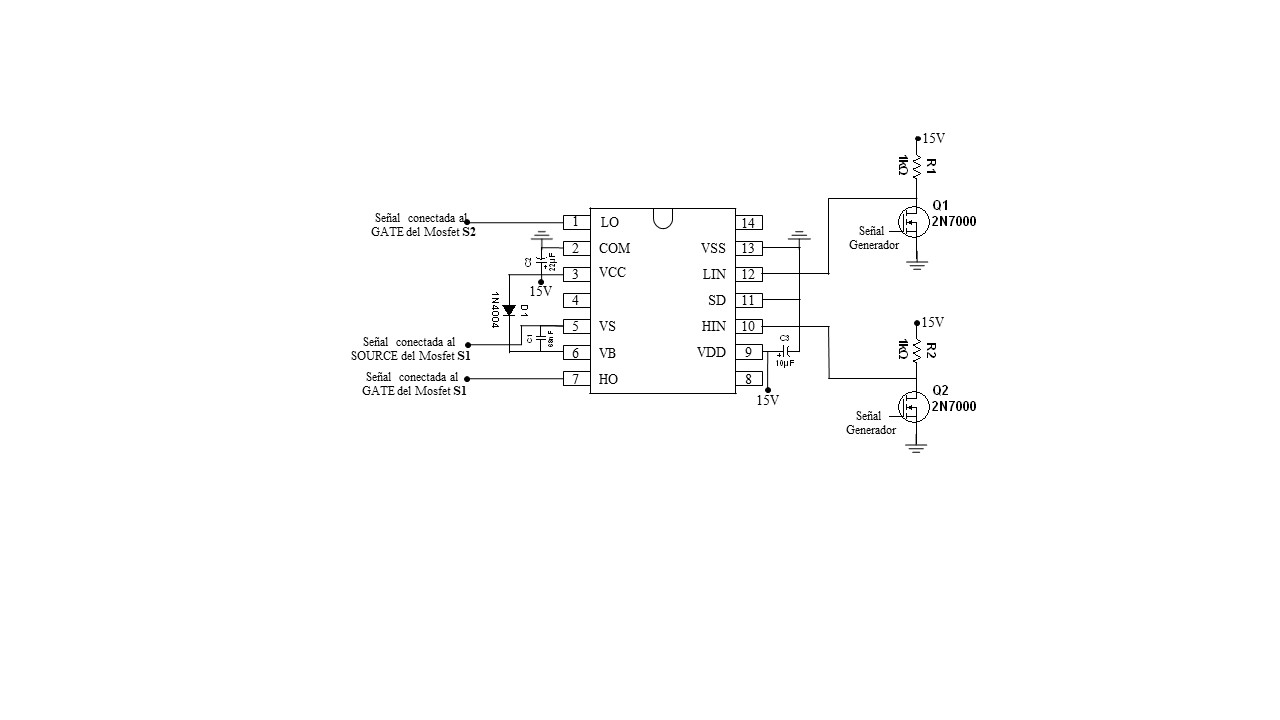 15V
R1
1kΩ
Q1
2N7000
Señal
Generador
Señal conectada al
GATE del Mosfet S2
1 LO
14
2 COM
VSS 13
C2
22µF
3 VCC
LIN 12
15V
1N4004
D1
4
SD 11
5 VS
HIN 10
C1
68nF
Señal conectada al
SOURCE del Mosfet S1
6 VB
VDD 9
C3
10µF
Señal conectada al
GATE del Mosfet S1
7 HO
8
15V
15V
R2
1kΩ
Q2
2N7000
Señal
Generador